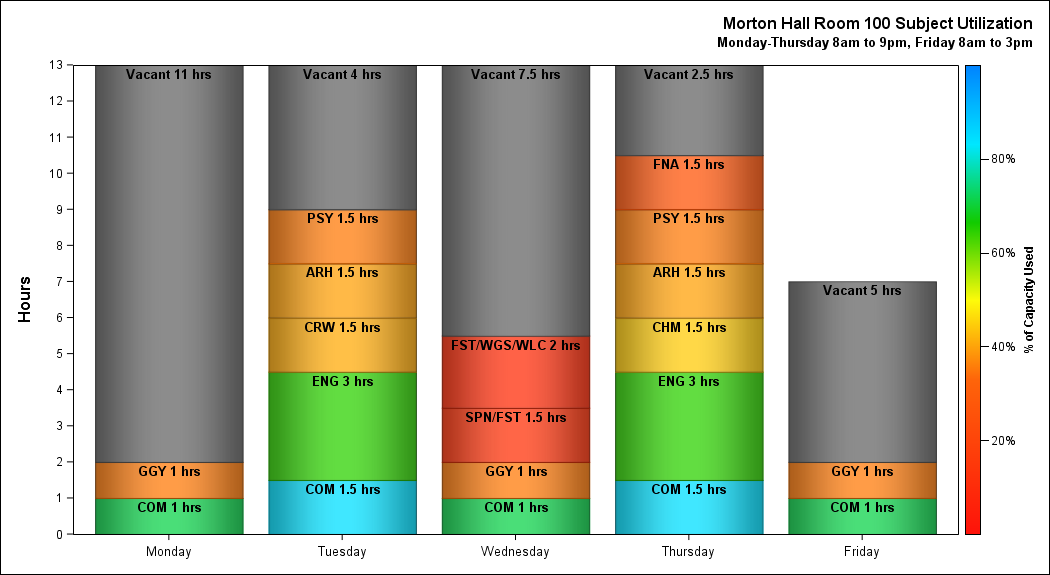 Morton Hall Room 100 Subject Utilization
Monday-Thursday 8am to 9pm, Friday 8am to 3pm
Hours
13
12
11
10
9
8
7
6
5
4
3
2
1
0
Vacant 11 hrs
GGY 1 hrs
COM 1 hrs
Monday
Vacant 4 hrs
PSY 1.5 hrs
ARH 1.5 hrs
CRW 1.5 hrs
ENG 3 hrs
COM 1.5 hrs
Tuesday
Vacant 7.5 hrs
FST/WGS/WLC 2 hrs
SPN/FST 1.5 hrs
GGY 1 hrs
COM 1 hrs
Wednesday
Vacant 2.5 hrs
FNA 1.5 hrs
PSY 1.5 hrs
ARH 1.5 hrs
CHM 1.5 hrs
ENG 3 hrs
COM 1.5 hrs
Thursday
Vacant 5 hrs
GGY 1 hrs
COM 1 hrs
Friday
80%
60%
40%
20%
% of Capacity Used